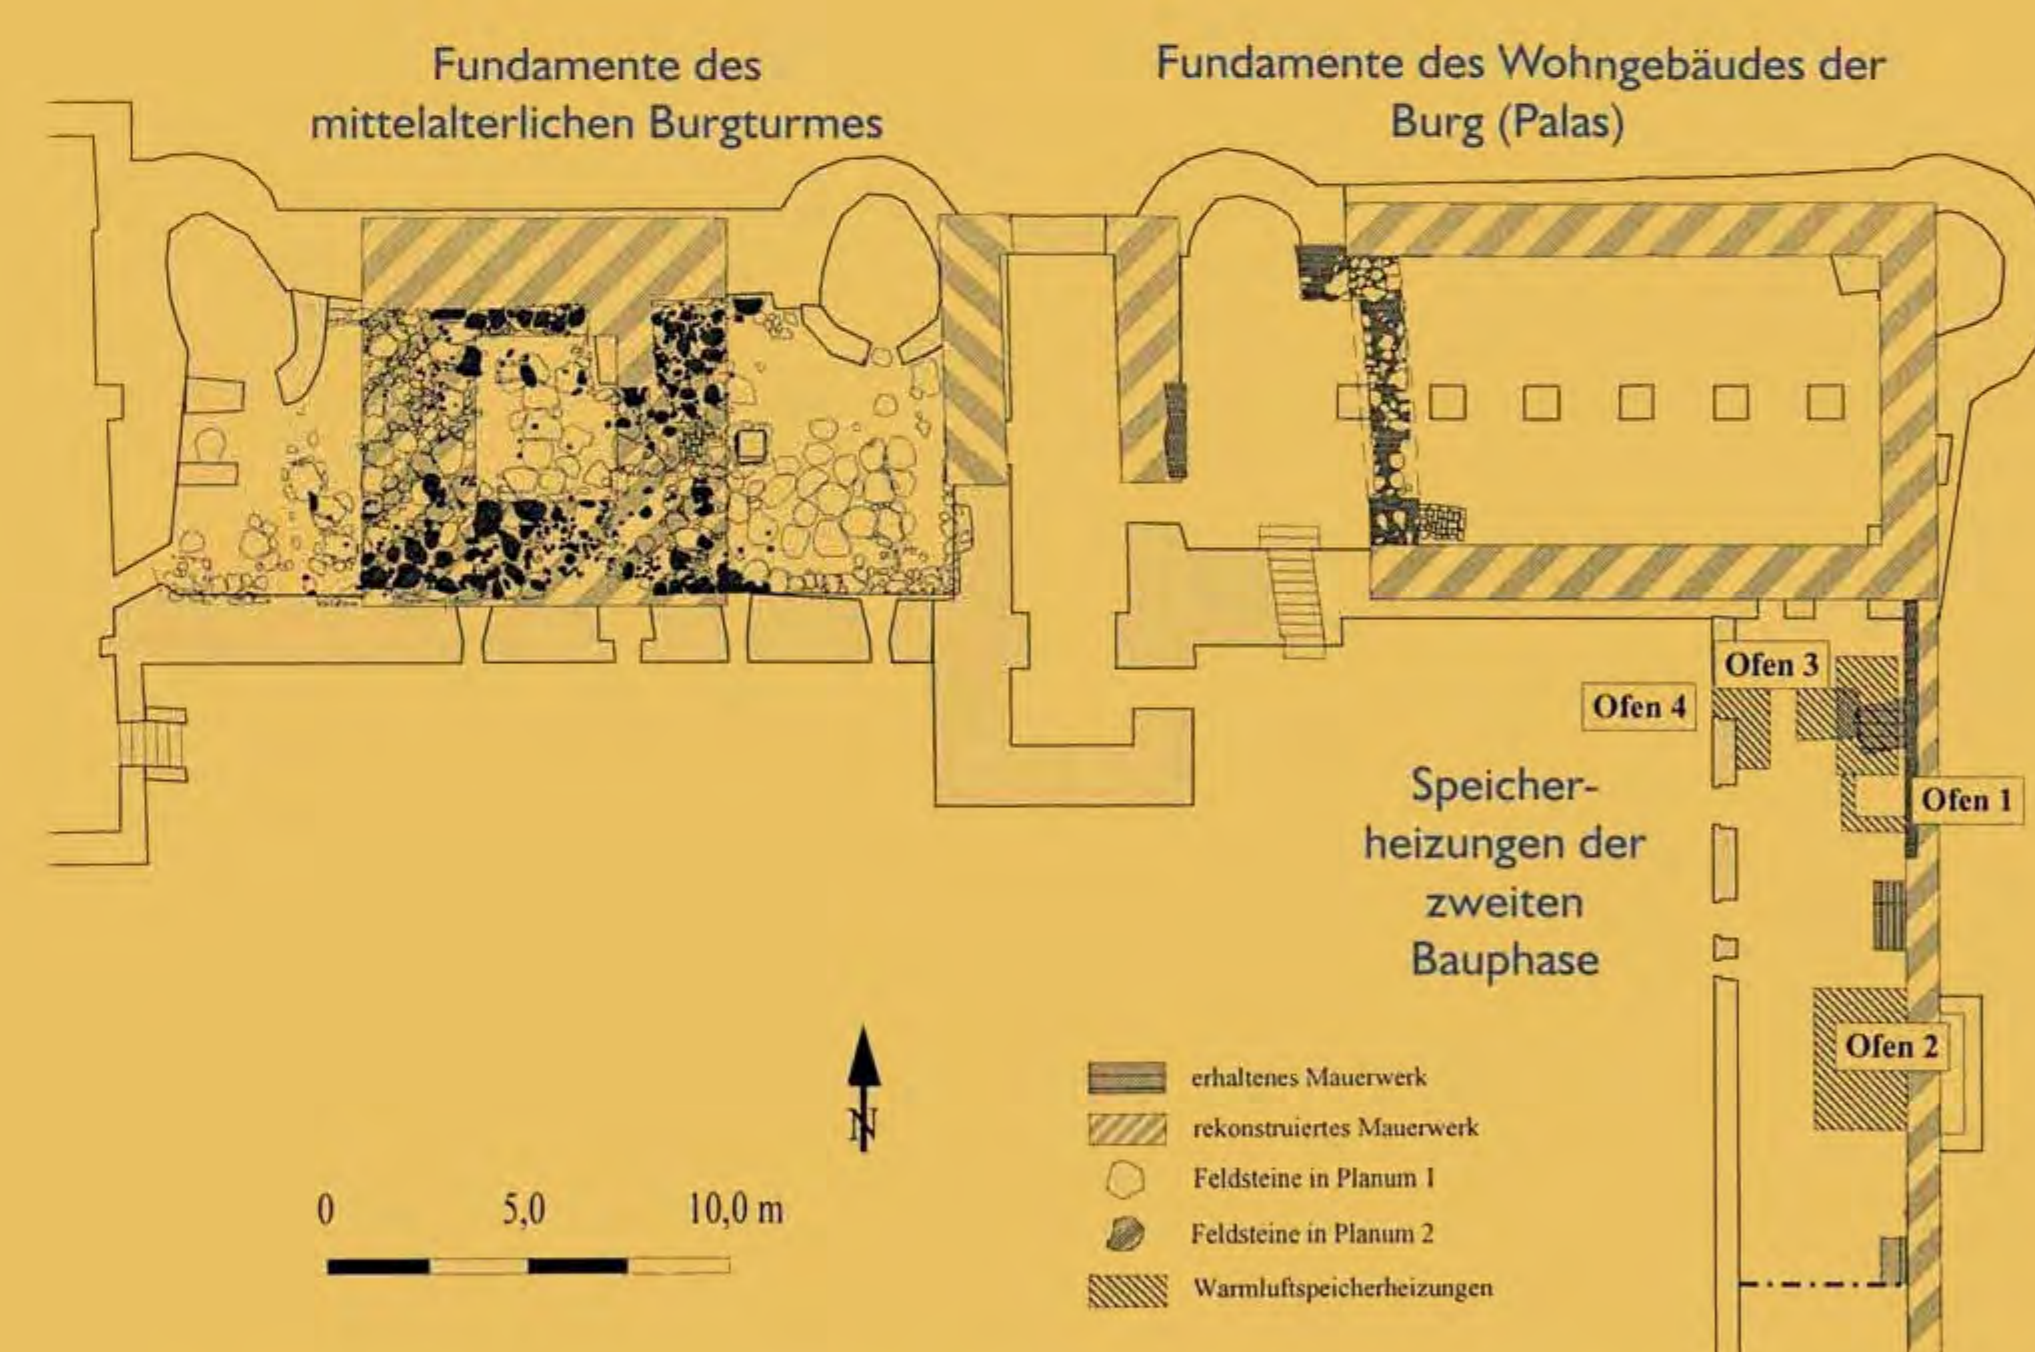 Fundamente des
mittelalterlichen Burgturmes
Fundamente des Wohngebäudes der
Burg (Palas)
Ofen 3
Ofen 4
Ofen 1
Speicher-
heizungen der
zweiten
Bauphase
Ofen 2
N
0 5,0 10,0 m
erhaltenes Mauerwerk
rekonstruiertes Mauerwerk
Feldsteine in Planum 1
Feldsteine in Planum 2
Warmluftspeicherheizungen